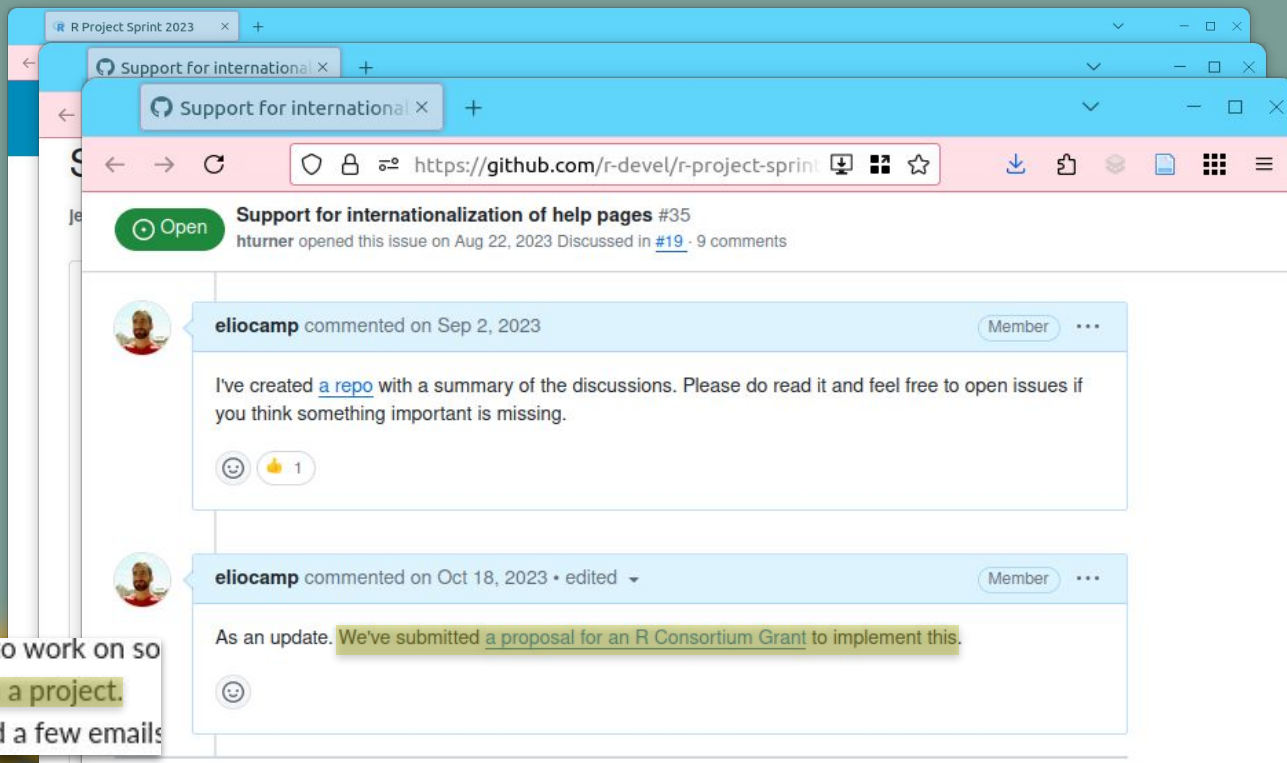 R Project Sprint 2023
Support for international
Support for international
https://github.com/r-devel/r-project-sprint
Je
Open
Support for internationalization of help pages #35
hturner opened this issue on Aug 22, 2023 Discussed in #19 · 9 comments
eliocamp commented on Sep 2, 2023
Member
I've created a repo with a summary of the discussions. Please do read it and feel free to open issues if
you think something important is missing.
👍 1
eliocamp commented on Oct 18, 2023 • edited
Member
As an update. We've submitted a proposal for an R Consortium Grant to implement this.
o work on so
a project.
d a few emails